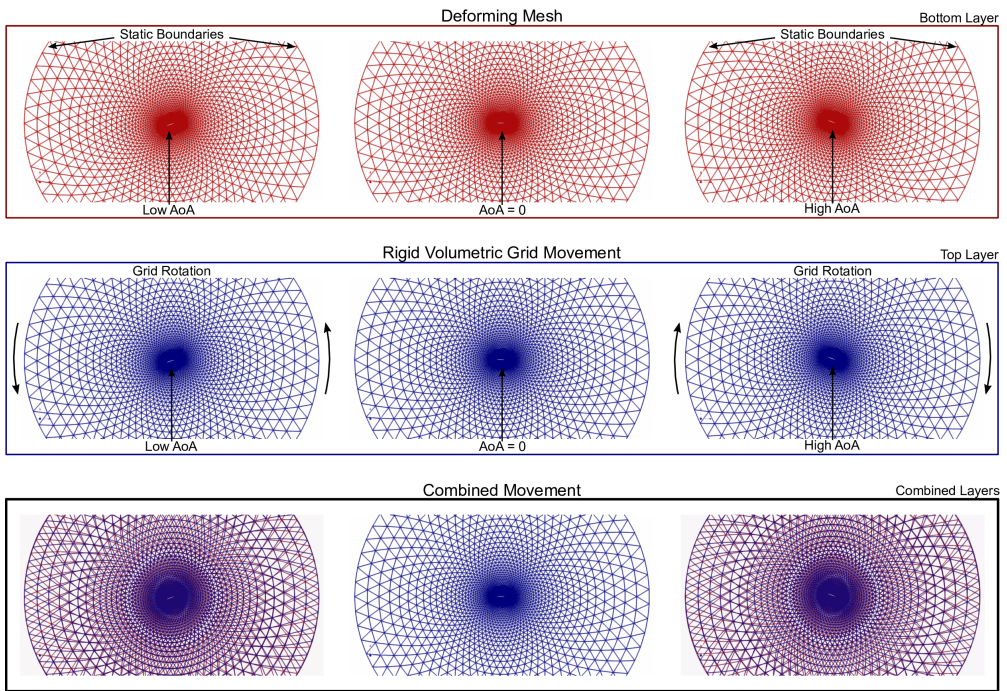 Deforming Mesh
Bottom Layer
Static Boundaries
Static Boundaries
Low AoA
AoA = 0
High AoA
Rigid Volumetric Grid Movement
Top Layer
Grid Rotation
Grid Rotation
Low AoA
AoA = 0
High AoA
Combined Movement
Combined Layers